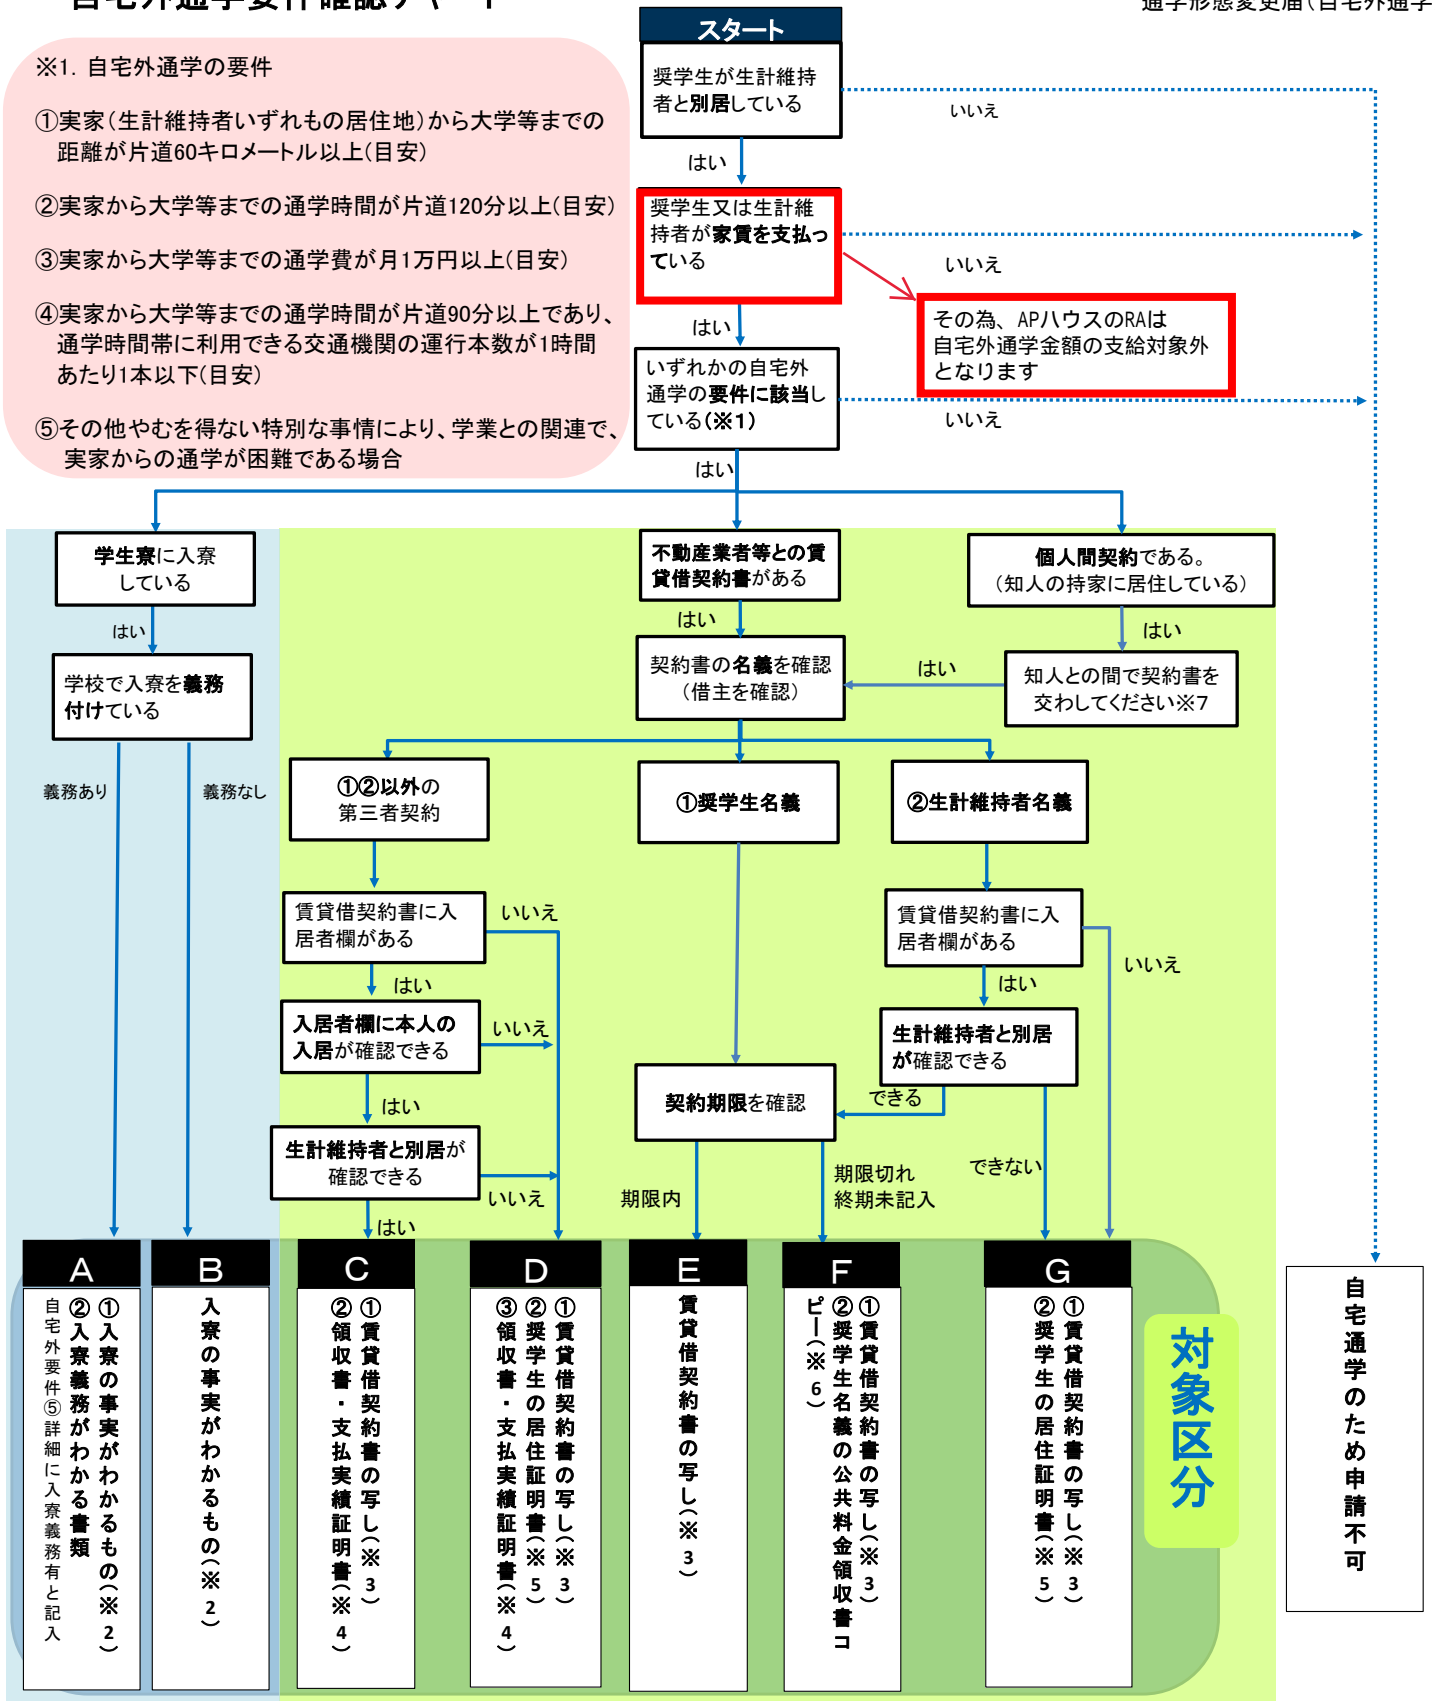 自宅外通学要件確認チャート
通学形態変更届(自宅外通学
※1. 自宅外通学の要件
①実家(生計維持者いずれもの居住地)から大学等までの
距離が片道60キロメートル以上(目安)
②実家から大学等までの通学時間が片道120分以上(目安)
③実家から大学等までの通学費が月1万円以上(目安)
④実家から大学等までの通学時間が片道90分以上であり、
通学時間帯に利用できる交通機関の運行本数が1時間
あたり1本以下(目安)
⑤その他やむを得ない特別な事情により、学業との関連で、
実家からの通学が困難である場合
スタート
奨学生が生計維持
者と別居している
いいえ
はい
奨学生又は生計維
持者が家賃を支払っ
ている
いいえ
はい
その為、APハウスのRAは
自宅外通学金額の支給対象外
となります
いずれかの自宅外
通学の要件に該当し
ている(※1)
いいえ
はい
学生寮に入寮
している
はい
学校で入寮を義務
付けている
義務あり
義務なし
不動産業者等との賃
貸借契約書がある
はい
契約書の名義を確認
(借主を確認)
個人間契約である。
(知人の持家に居住している)
はい
知人との間で契約書を
交わしてください※7
はい
①②以外の
第三者契約
①奨学生名義
②生計維持者名義
賃貸借契約書に入
居者欄がある
いいえ
はい
入居者欄に本人の
入居が確認できる
いいえ
はい
生計維持者と別居が
確認できる
いいえ
はい
賃貸借契約書に入
居者欄がある
いいえ
はい
生計維持者と別居
が確認できる
できる
できない
契約期限を確認
期限内
期限切れ
終期未記入
A
①入寮の事実がわかるもの(※2)
②入寮義務がわかる書類
自宅外要件⑤詳細に入寮義務有と記入
B
入寮の事実がわかるもの(※2)
C
①賃貸借契約書の写し(※3)
②領収書・支払実績証明書(※4)
D
①賃貸借契約書の写し(※3)
②奨学生の居住証明書(※5)
③領収書・支払実績証明書(※4)
E
賃貸借契約書の写し(※3)
F
①賃貸借契約書の写し(※3)
②奨学生名義の公共料金領収書コ
ピー(※6)
G
①賃貸借契約書の写し(※3)
②奨学生の居住証明書(※5)
対象区分
自宅通学のため申請不可